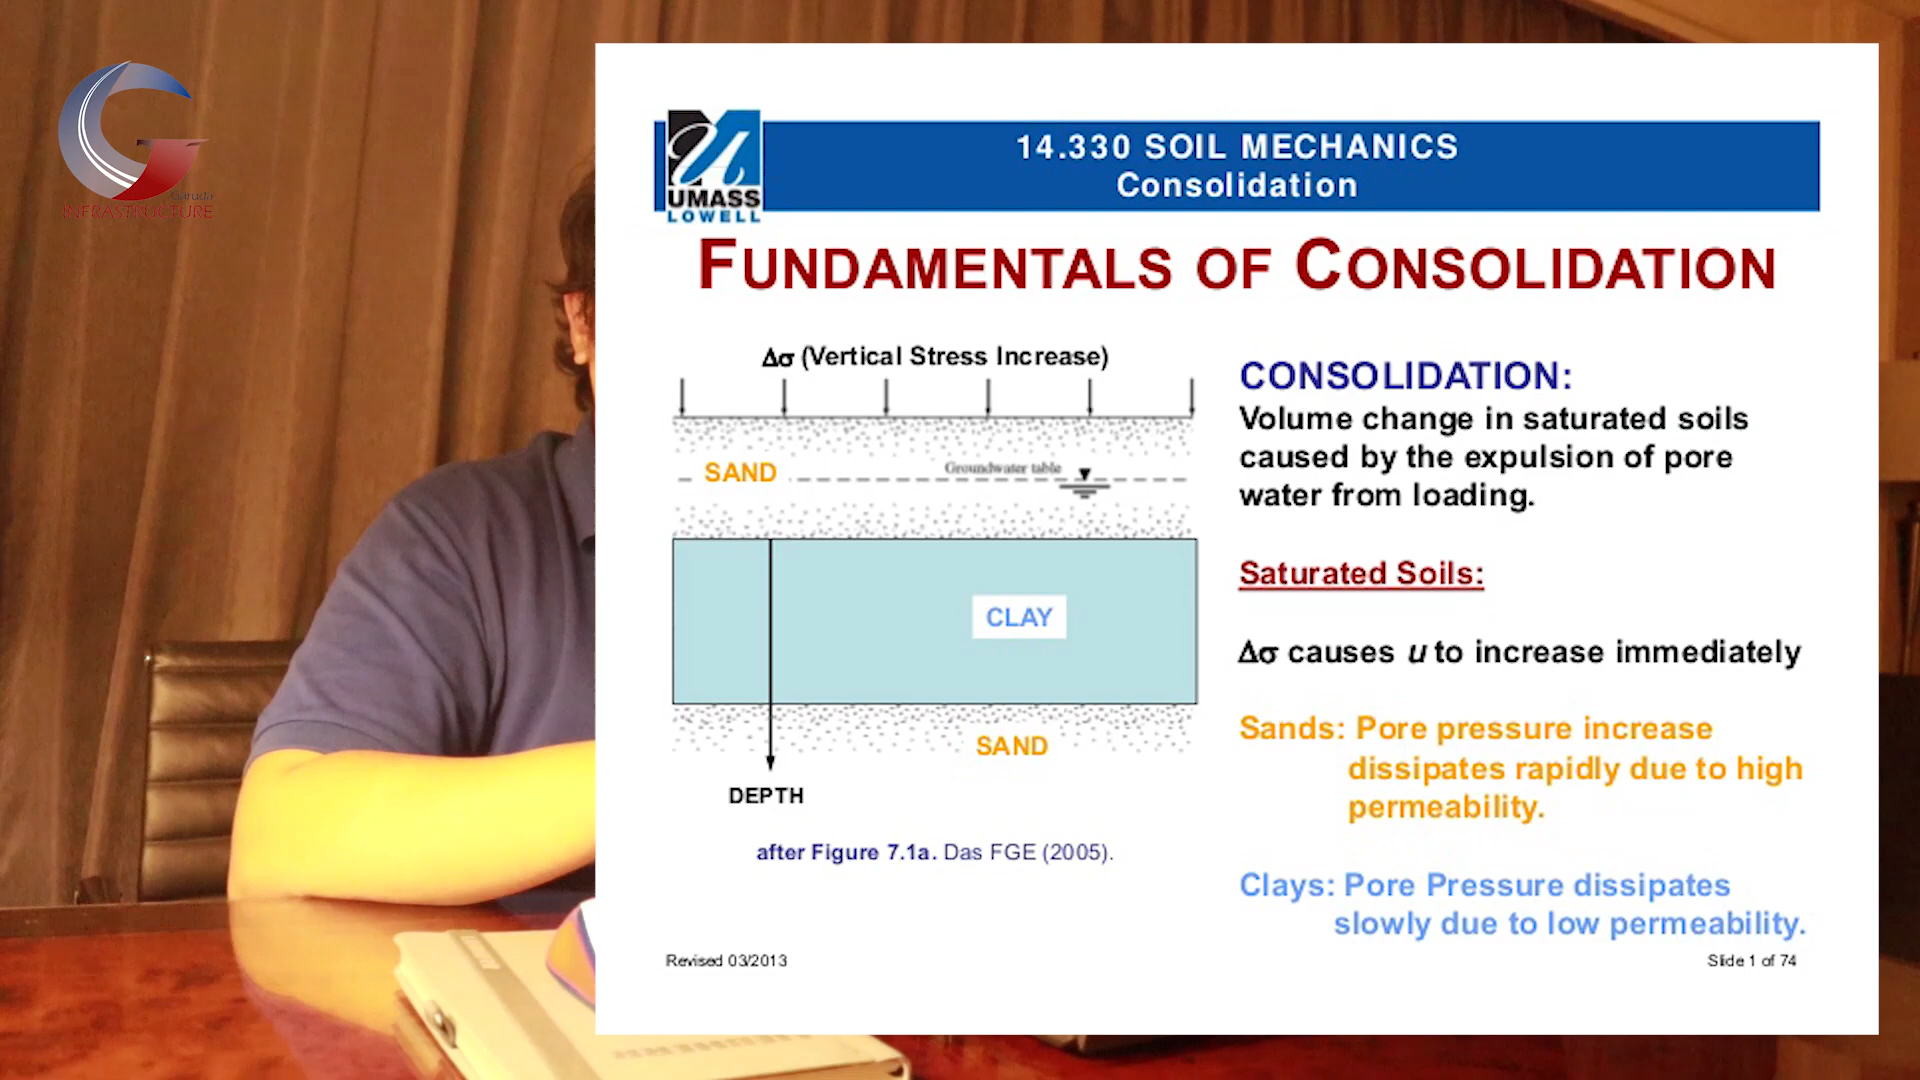 Garuda
INFRASTRUCTURE
UMASS
LOWELL
14.330 SOIL MECHANICS
Consolidation
FUNDAMENTALS OF CONSOLIDATION
Δσ (Vertical Stress Increase)
SAND
Groundwater table
CLAY
SAND
DEPTH
after Figure 7.1a. Das FGE (2005).
CONSOLIDATION:
Volume change in saturated soils
caused by the expulsion of pore
water from loading.
Saturated Soils:
Δσ causes u to increase immediately
Sands: Pore pressure increase
dissipates rapidly due to high
permeability.
Clays: Pore Pressure dissipates
slowly due to low permeability.
Revised 03/2013
Slide 1 of 74